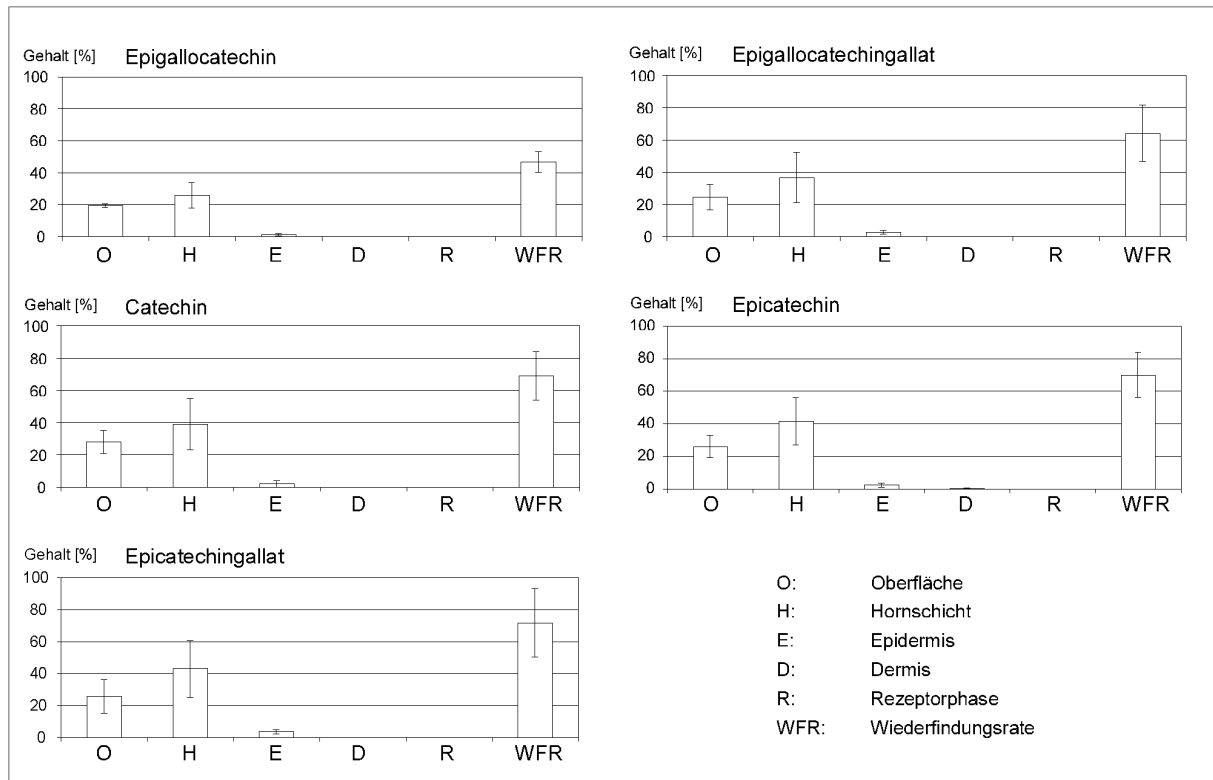 Gehalt [%] Epigallocatechin
100
80
60
40
20
0
O H E D R WFR
Gehalt [%] Epigallocatechingallat
100
80
60
40
20
0
O H E D R WFR
Gehalt [%] Catechin
100
80
60
40
20
0
O H E D R WFR
Gehalt [%] Epicatechin
100
80
60
40
20
0
O H E D R WFR
Gehalt [%] Epicatechingallat
100
80
60
40
20
0
O H E D R WFR
O: Oberfläche
H: Hornschicht
E: Epidermis
D: Dermis
R: Rezeptorphase
WFR: Wiederfindungsrate